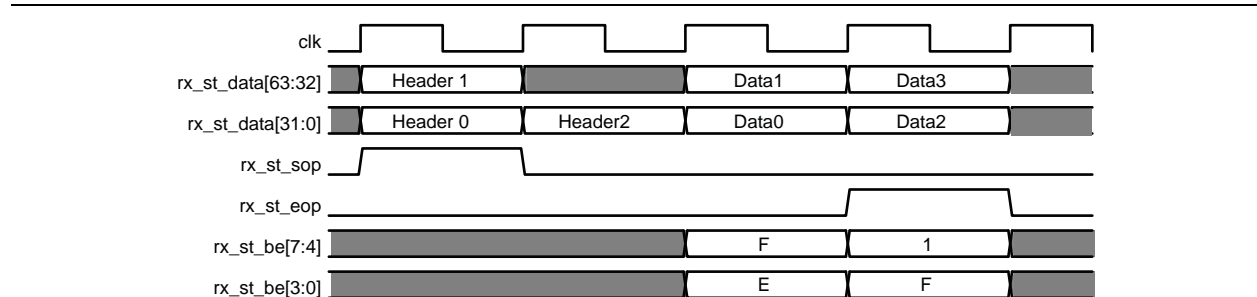 clk
rx_st_data[63:32] Header 1 Data1 Data3
rx_st_data[31:0] Header 0 Header2 Data0 Data2
rx_st_sop
rx_st_eop
rx_st_be[7:4] F 1
rx_st_be[3:0] E F